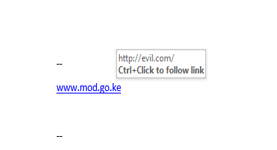 --
http://evil.com/
Ctrl+Click to follow link
www.mod.go.ke
--